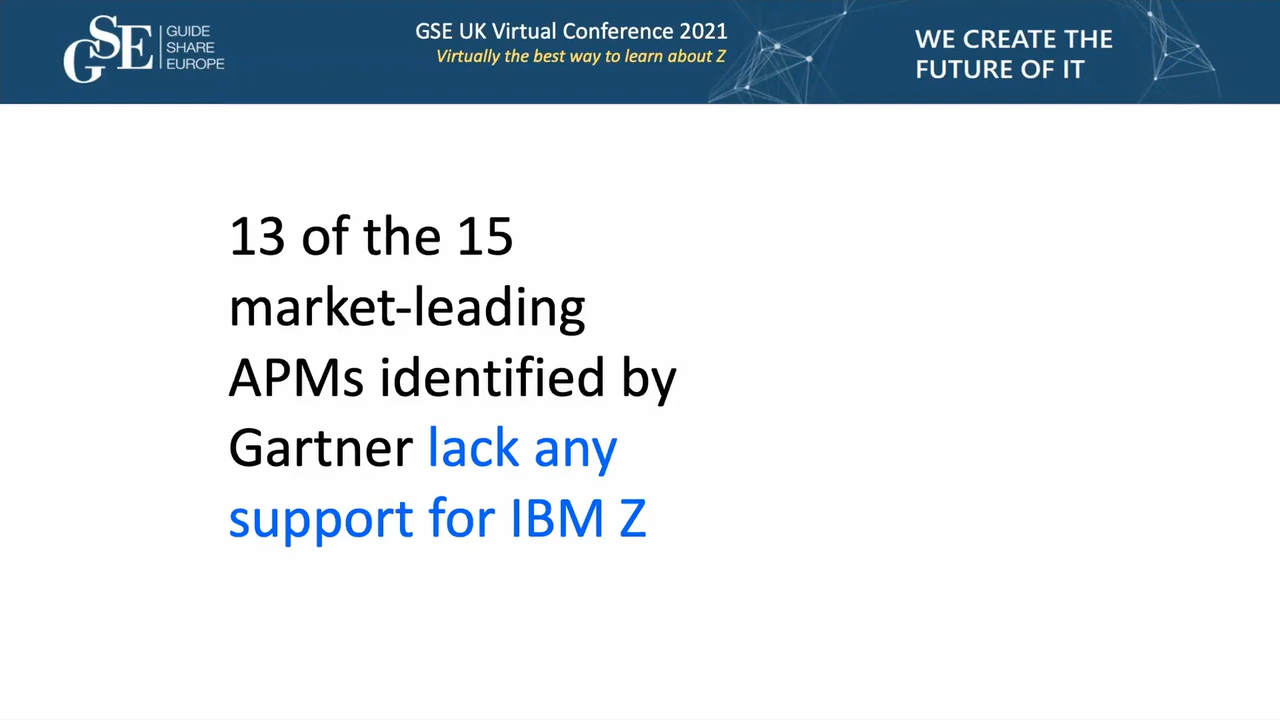 GSE
GUIDE
SHARE
EUROPE
GSE UK Virtual Conference 2021
Virtually the best way to learn about Z
WE CREATE THE
FUTURE OF IT
13 of the 15
market-leading
APMs identified by
Gartner lack any
support for IBM Z